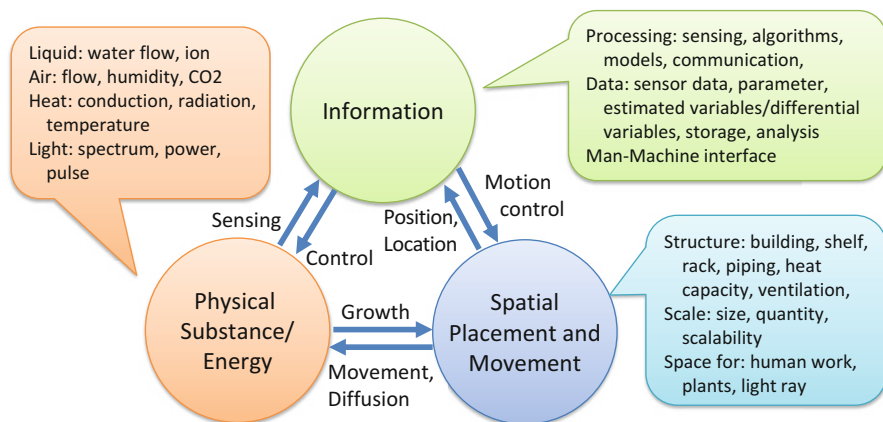 Liquid: water flow, ion
Air: flow, humidity, CO2
Heat: conduction, radiation,
temperature
Light: spectrum, power,
pulse
Information
Processing: sensing, algorithms,
models, communication,
Data: sensor data, parameter,
estimated variables/differential
variables, storage, analysis
Man-Machine interface
Sensing
Control
Position,
Location
Motion
control
Physical
Substance/
Energy
Growth
Movement,
Diffusion
Spatial
Placement and
Movement
Structure: building, shelf,
rack, piping, heat
capacity, ventilation,
Scale: size, quantity,
scalability
Space for: human work,
plants, light ray